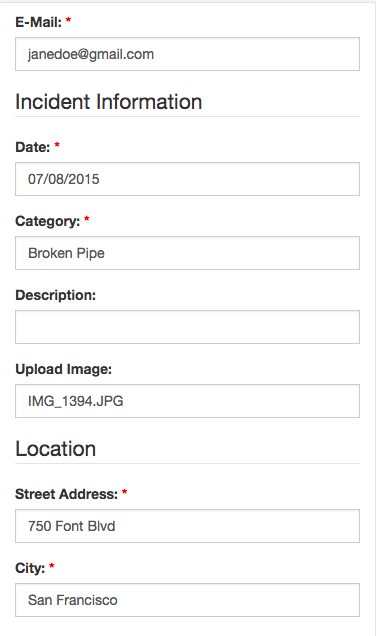 E-Mail: *
janedoe@gmail.com
Incident Information
Date: *
07/08/2015
Category: *
Broken Pipe
Description:
Upload Image:
IMG_1394.JPG
Location
Street Address: *
750 Font Blvd
City: *
San Francisco